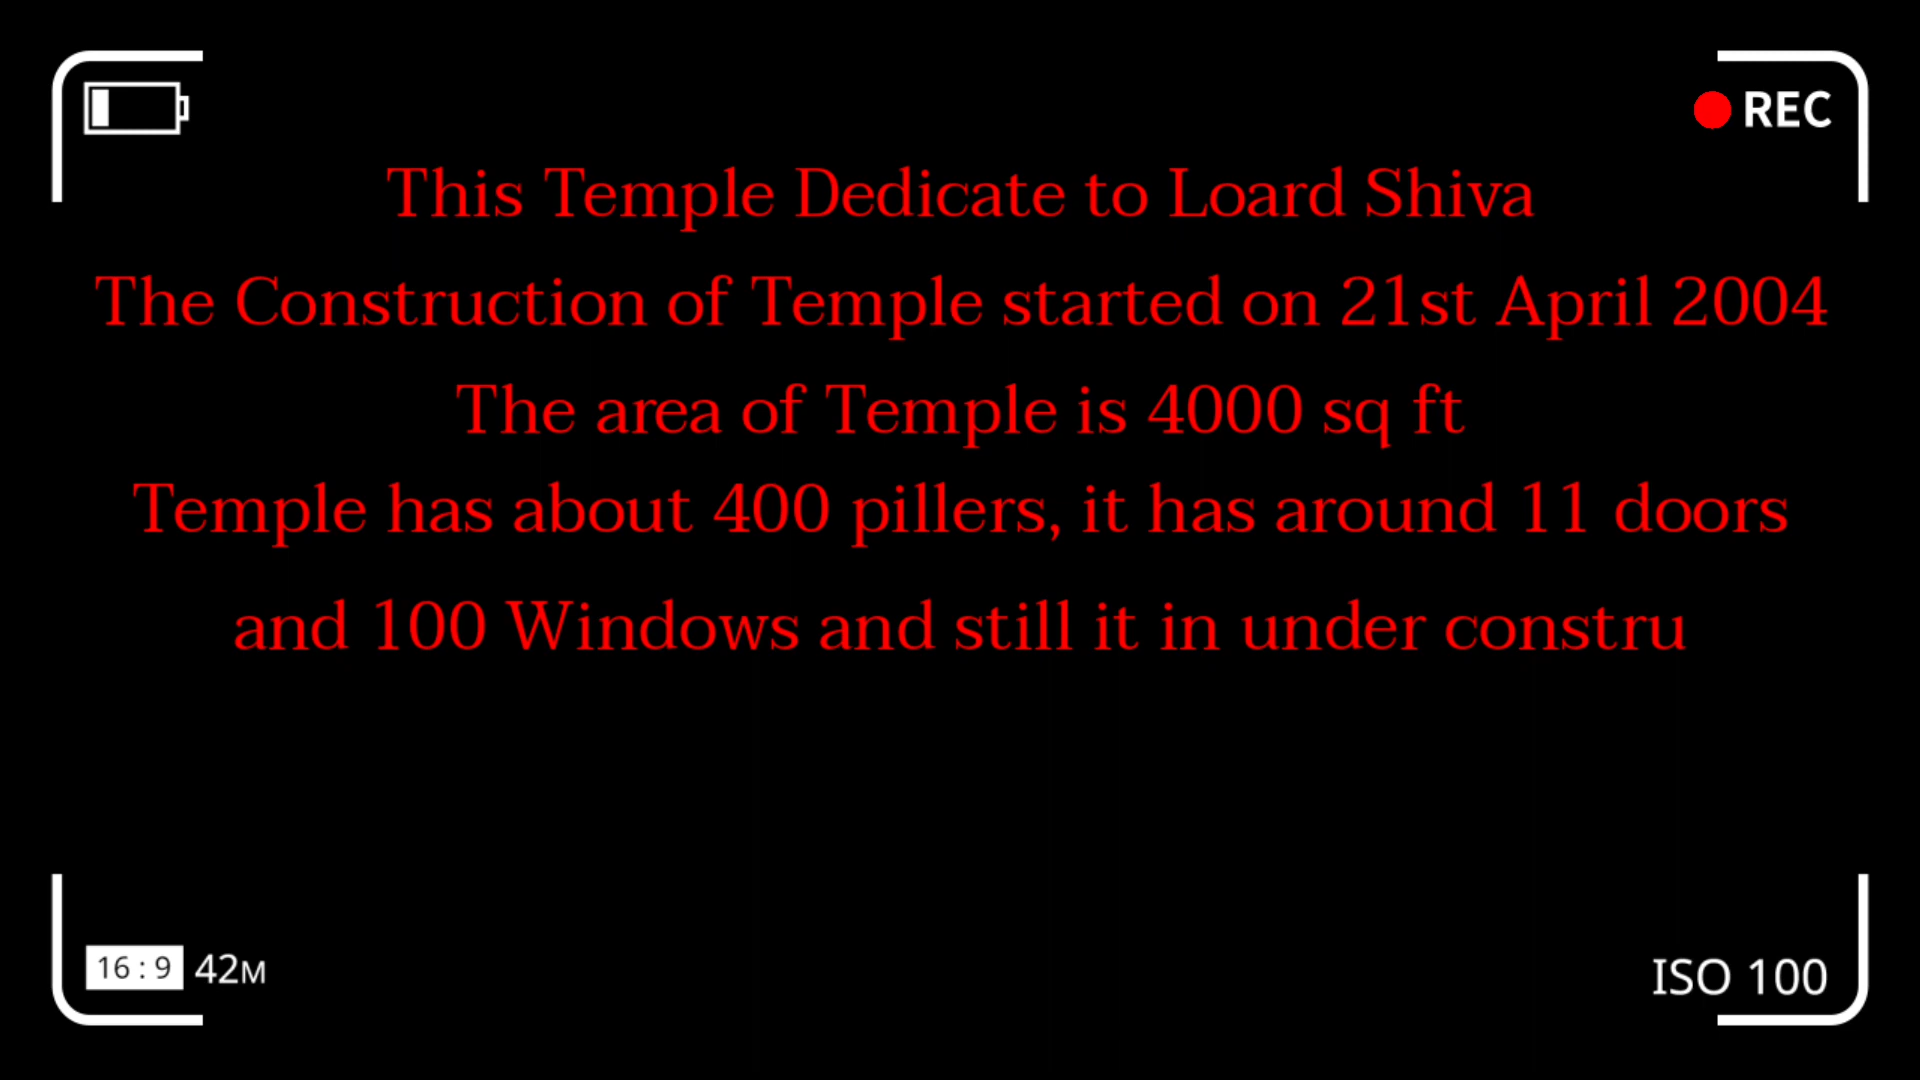 REC
This Temple Dedicate to Loard Shiva
The Construction of Temple started on 21st April 2004
The area of Temple is 4000 sq ft
Temple has about 400 pillers, it has around 11 doors
and 100 Windows and still it in under constru
16 : 9 42M
ISO 100